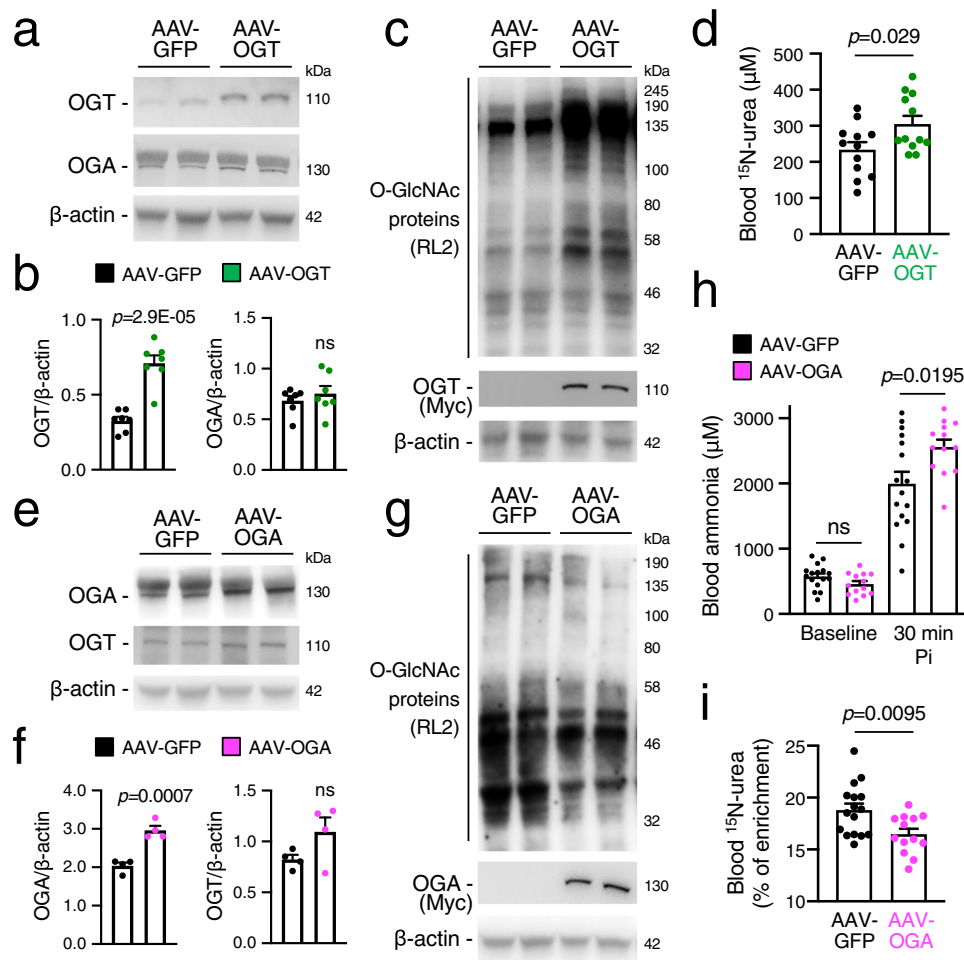 a
AAV-
GFP
AAV-
OGT
kDa
OGT -
110
OGA -
130
β-actin -
42
b
AAV-GFP
AAV-OGT
p=2.9E-05
OGT/β-actin
1.0
0.5
0.0
ns
OGA/β-actin
1.5
1.0
0.5
0.0
c
AAV-
GFP
AAV-
OGT
kDa
245
190
135
100
80
58
46
32
O-GlcNAc
proteins
(RL2)
OGT -
(Myc)
110
β-actin -
42
d
p=0.029
Blood 15N-urea (μM)
500
400
300
200
100
0
AAV-
GFP
AAV-
OGT
e
AAV-
GFP
AAV-
OGA
kDa
OGA -
130
OGT -
110
β-actin -
42
f
AAV-GFP
AAV-OGA
p=0.0007
OGA/β-actin
4.0
3.0
2.0
1.0
0.0
ns
OGT/β-actin
1.5
1.0
0.5
0.0
g
AAV-
GFP
AAV-
OGA
kDa
190
135
100
80
58
46
32
O-GlcNAc
proteins
(RL2)
OGA -
(Myc)
130
β-actin -
42
h
AAV-GFP
AAV-OGA
p=0.0195
ns
Blood ammonia (μM)
3000
2000
1000
0
Baseline
30 min
Pi
i
p=0.0095
Blood 15N-urea
(% of enrichment)
25
20
15
10
AAV-
GFP
AAV-
OGA